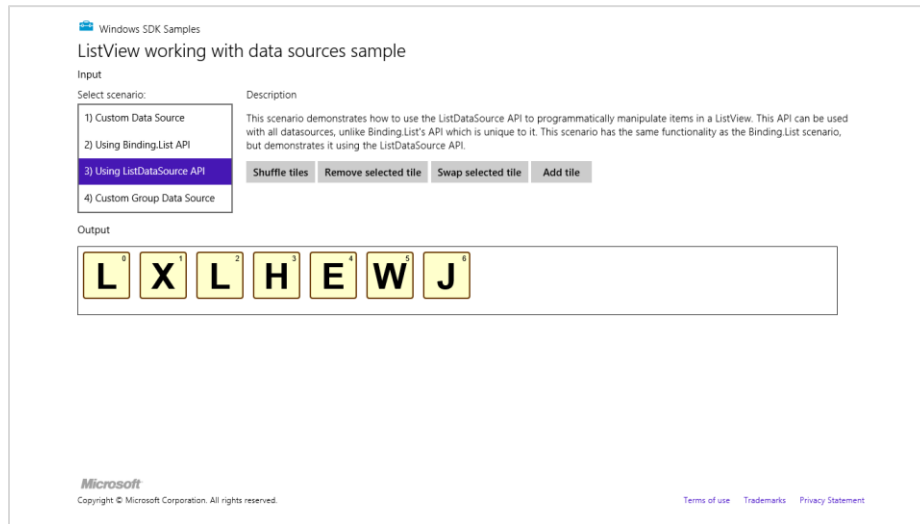 Windows SDK Samples
ListView working with data sources sample
Input
Select scenario:
1) Custom Data Source
2) Using Binding.List API
3) Using ListDataSource API
4) Custom Group Data Source
Description
This scenario demonstrates how to use the ListDataSource API to programmatically manipulate items in a ListView. This API can be used
with all datasources, unlike Binding.List's API which is unique to it. This scenario has the same functionality as the Binding.List scenario,
but demonstrates it using the ListDataSource API.
Shuffle tiles Remove selected tile Swap selected tile Add tile
Output
L 0 X 1 L 2 H 3 E 4 W 5 J 6
Microsoft
Copyright © Microsoft Corporation. All rights reserved.
Terms of use Trademarks Privacy Statement